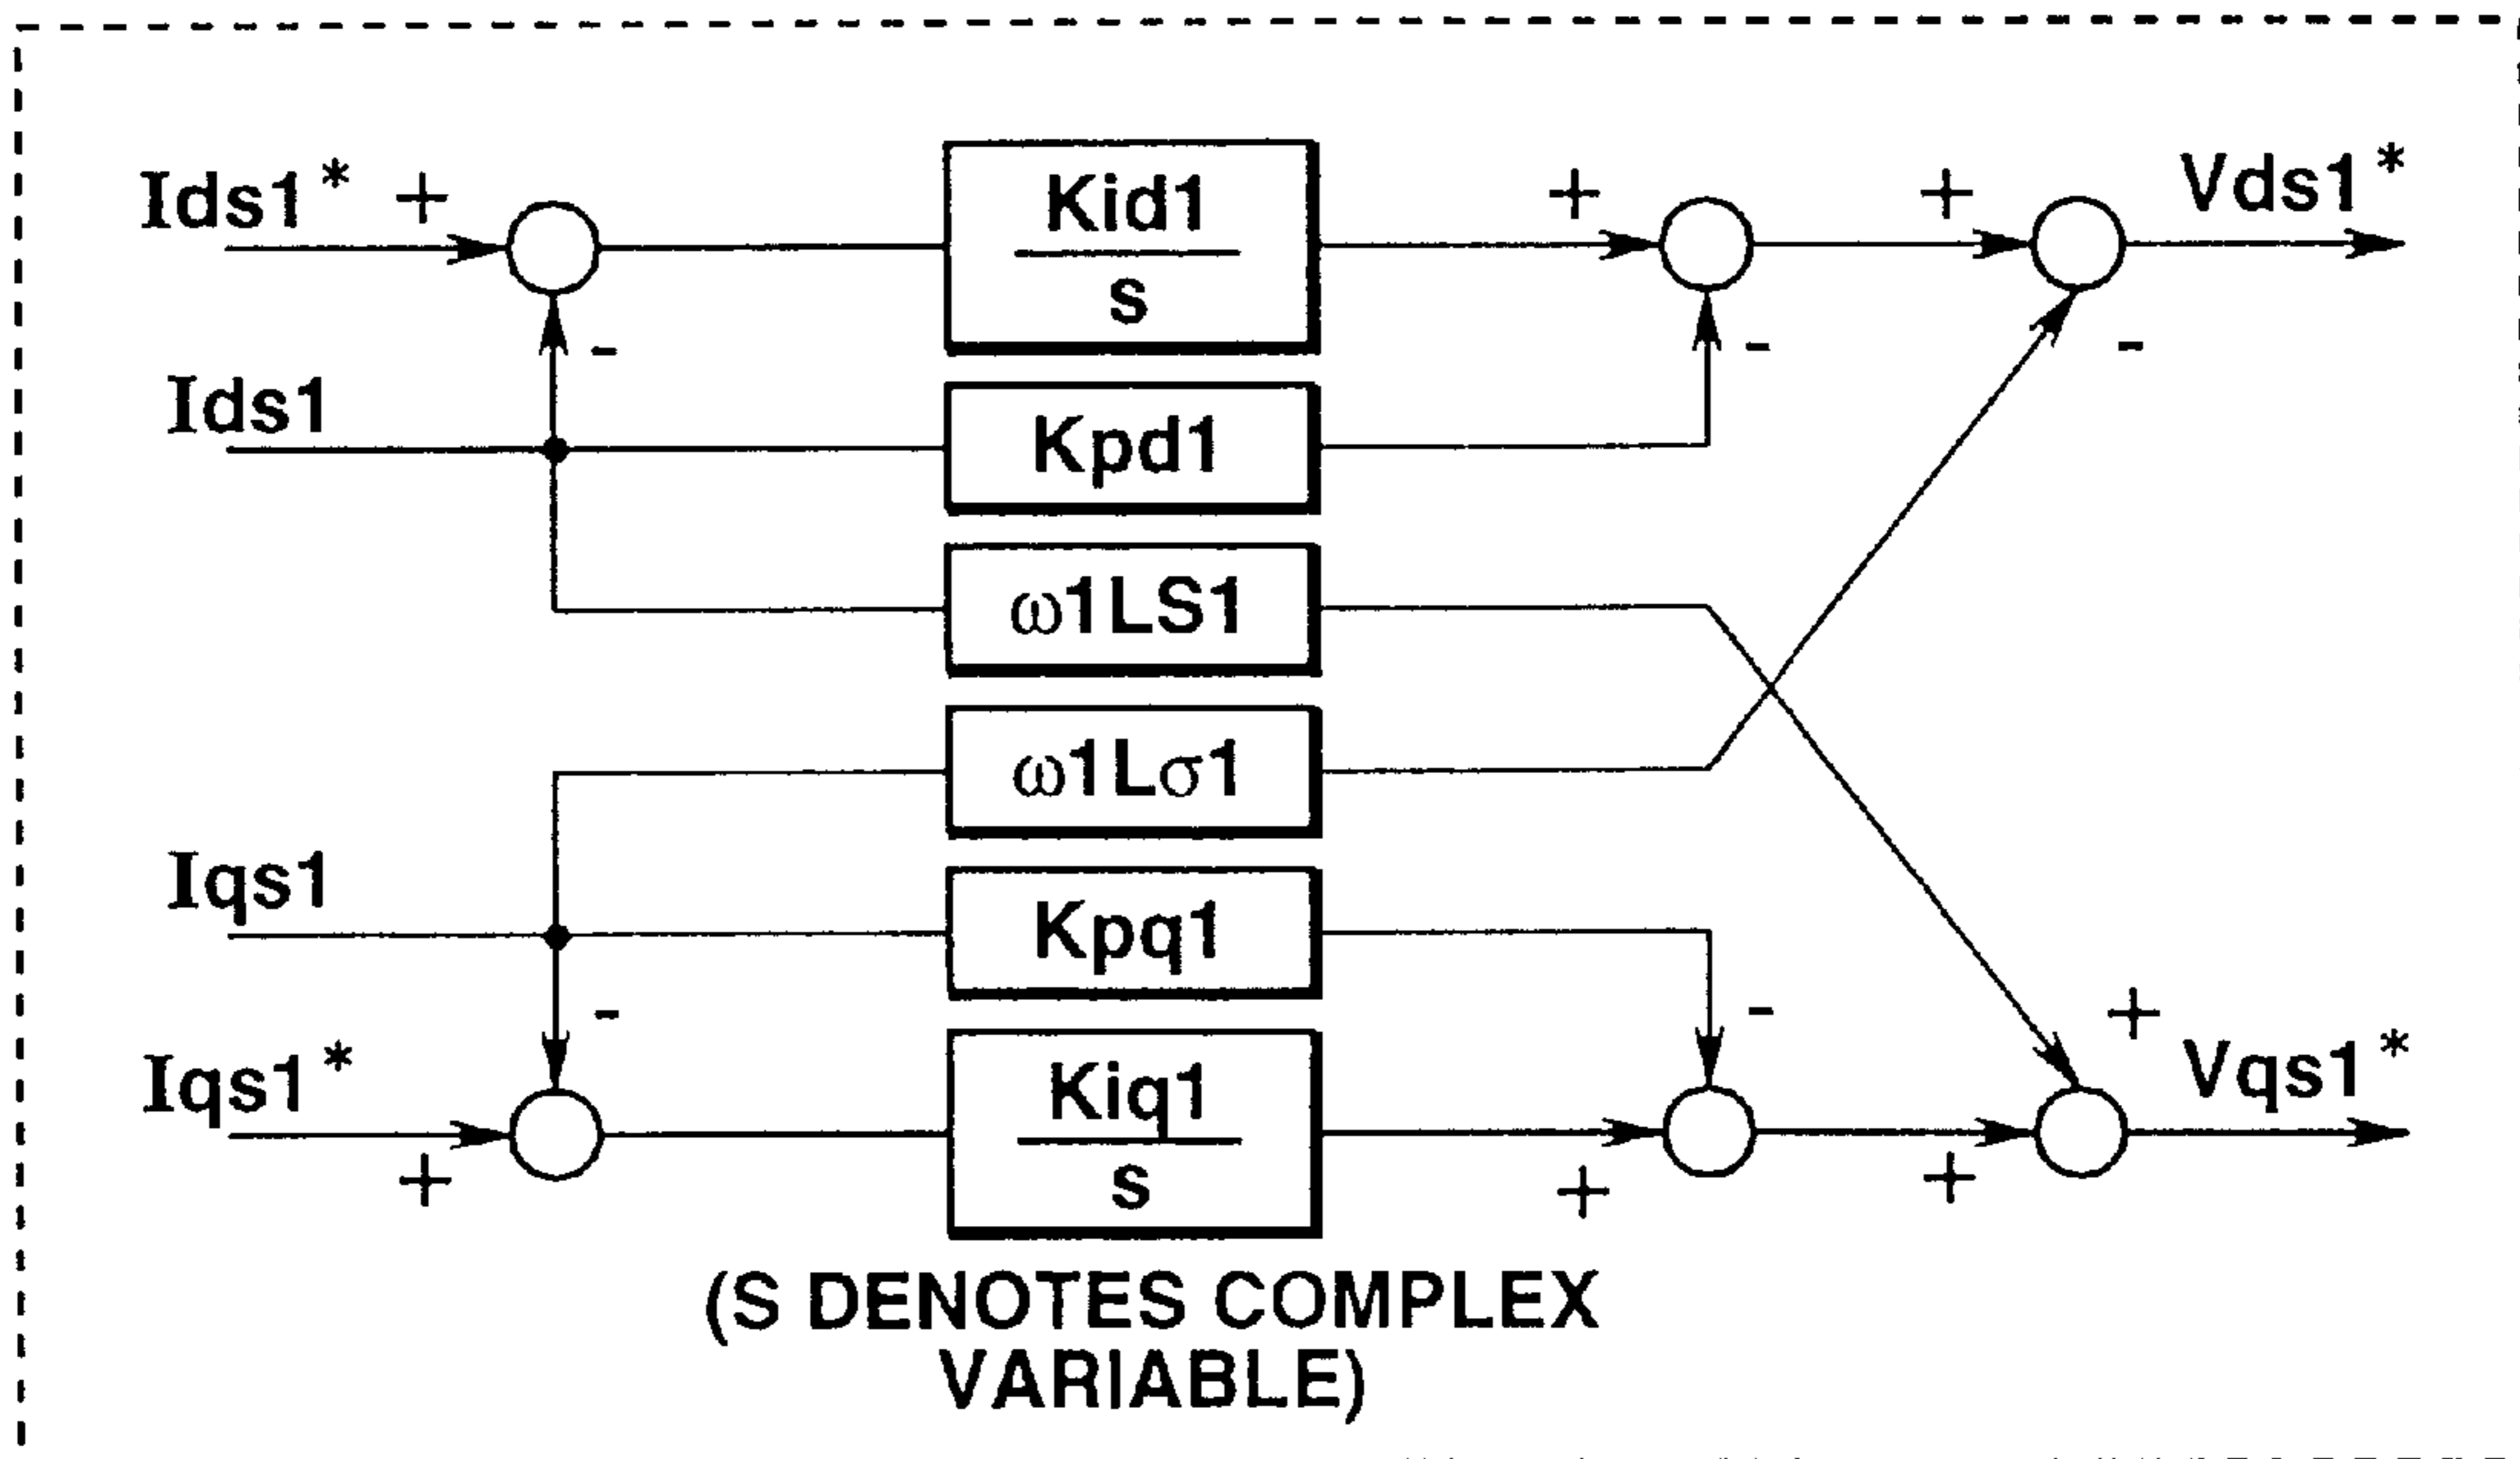 Ids1* +
Kid1
s
+
+
Vds1*
-
-
-
Ids1
Kpd1
ω1LS1
ω1Lσ1
Iqs1
Kpq1
-
-
+
Iqs1*
Kiq1
s
Vqs1*
+
+
+
(S DENOTES COMPLEX
VARIABLE)